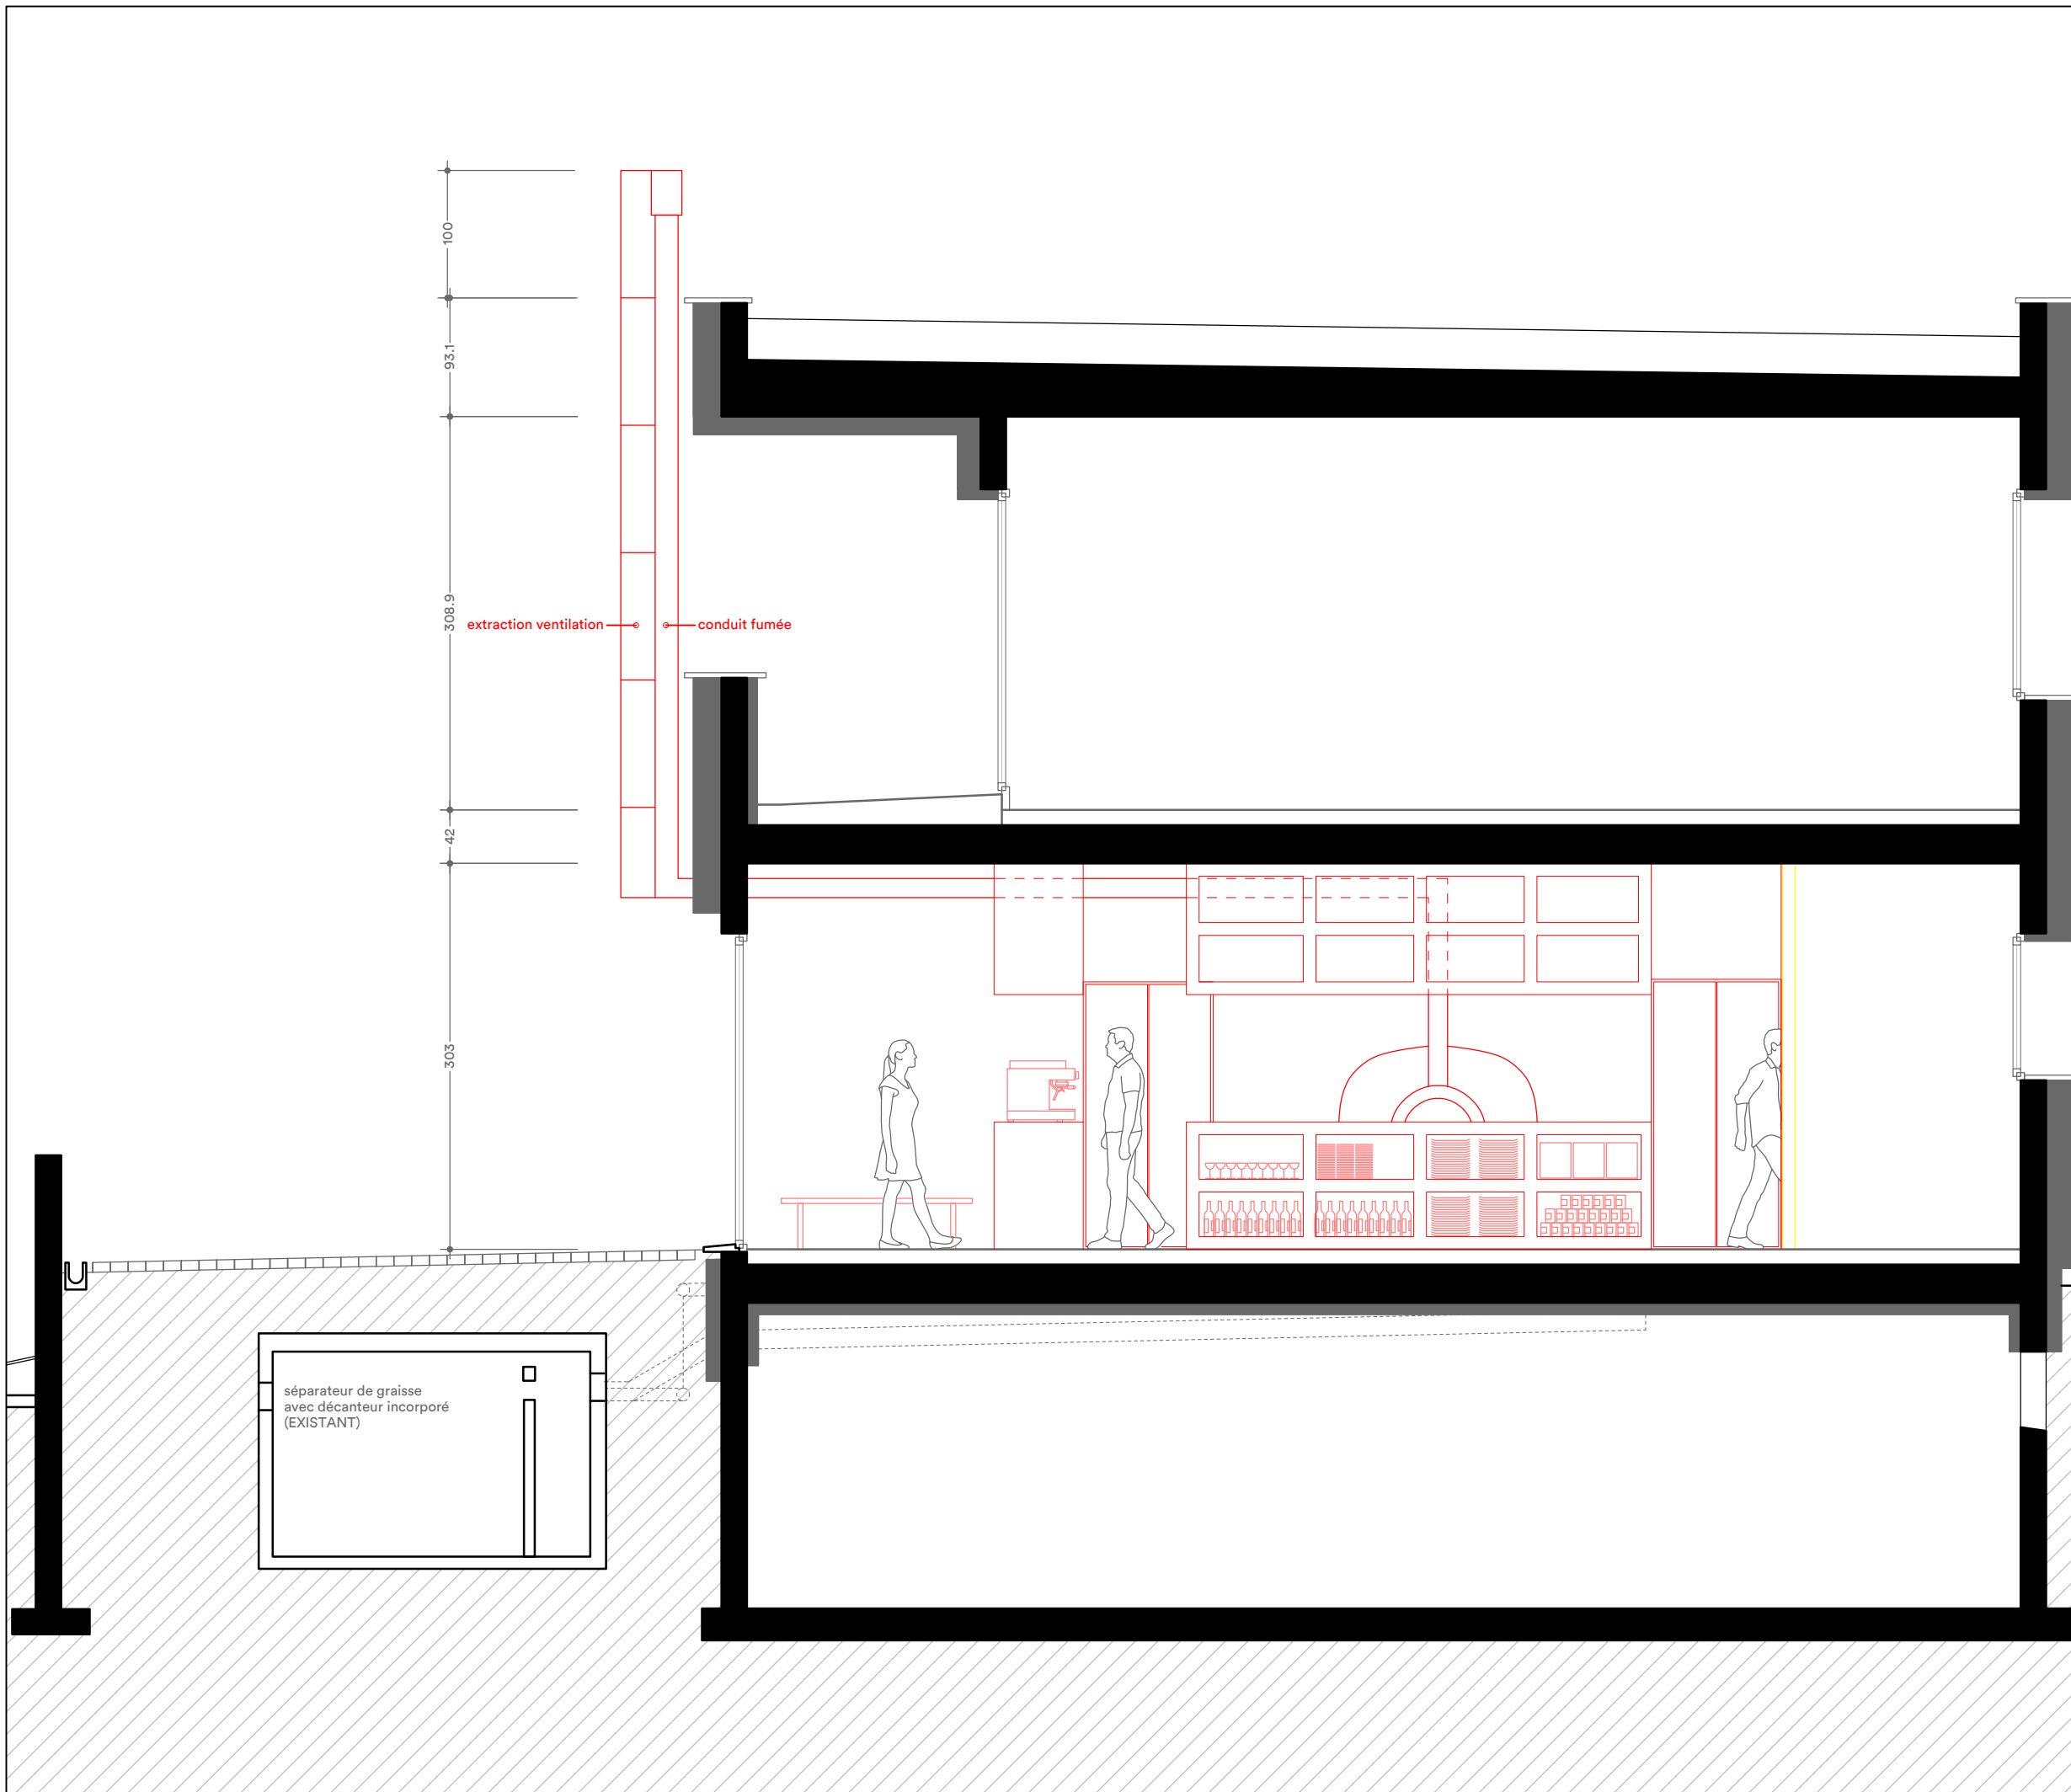 100
93.1
308.9
extraction ventilation
conduit fumée
42
303
séparateur de graisse
avec décanteur incorporé
(EXISTANT)